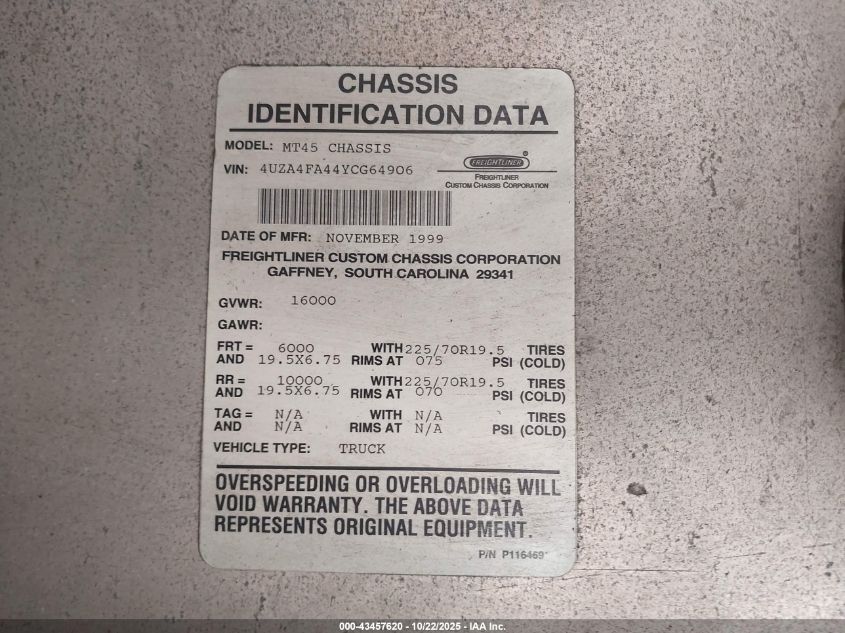 CHASSIS
IDENTIFICATION DATA
MODEL: MT45 CHASSIS
VIN: 4UZA4FA44YCG64906
FREIGHTLINER ®
FREIGHTLINER
CUSTOM CHASSIS CORPORATION
DATE OF MFR: NOVEMBER 1999
FREIGHTLINER CUSTOM CHASSIS CORPORATION
GAFFNEY, SOUTH CAROLINA 29341
GVWR: 16000
GAWR:
FRT = 6000 WITH 225/70R19.5 TIRES
AND 19.5X6.75 RIMS AT 075 PSI (COLD)
RR = 10000 WITH 225/70R19.5 TIRES
AND 19.5X6.75 RIMS AT 070 PSI (COLD)
TAG = N/A WITH N/A TIRES
AND N/A RIMS AT N/A PSI (COLD)
VEHICLE TYPE: TRUCK
OVERSPEEDING OR OVERLOADING WILL
VOID WARRANTY. THE ABOVE DATA
REPRESENTS ORIGINAL EQUIPMENT.
P/N P116469
000-43457620 - 10/22/2025 - IAA Inc.